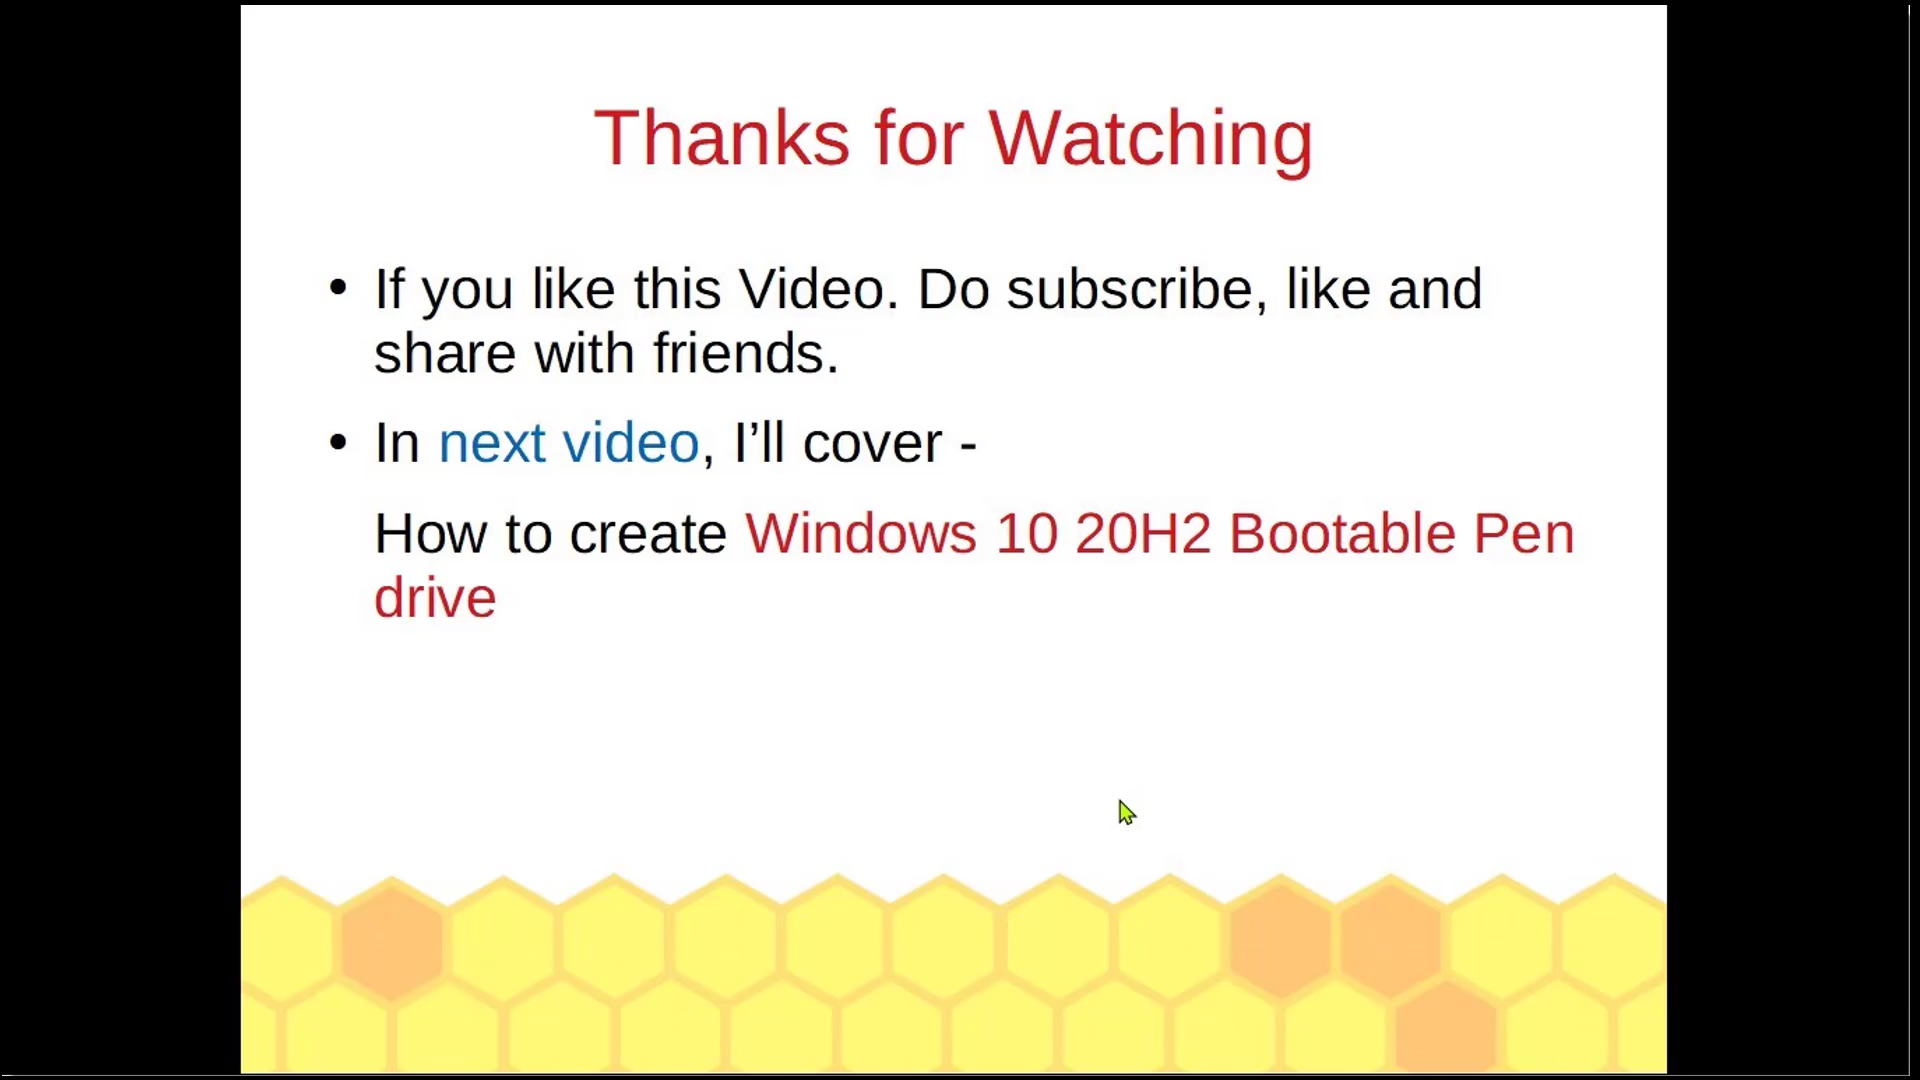 Thanks for Watching
• If you like this Video. Do subscribe, like and
share with friends.
• In next video, I’ll cover -
How to create Windows 10 20H2 Bootable Pen
drive